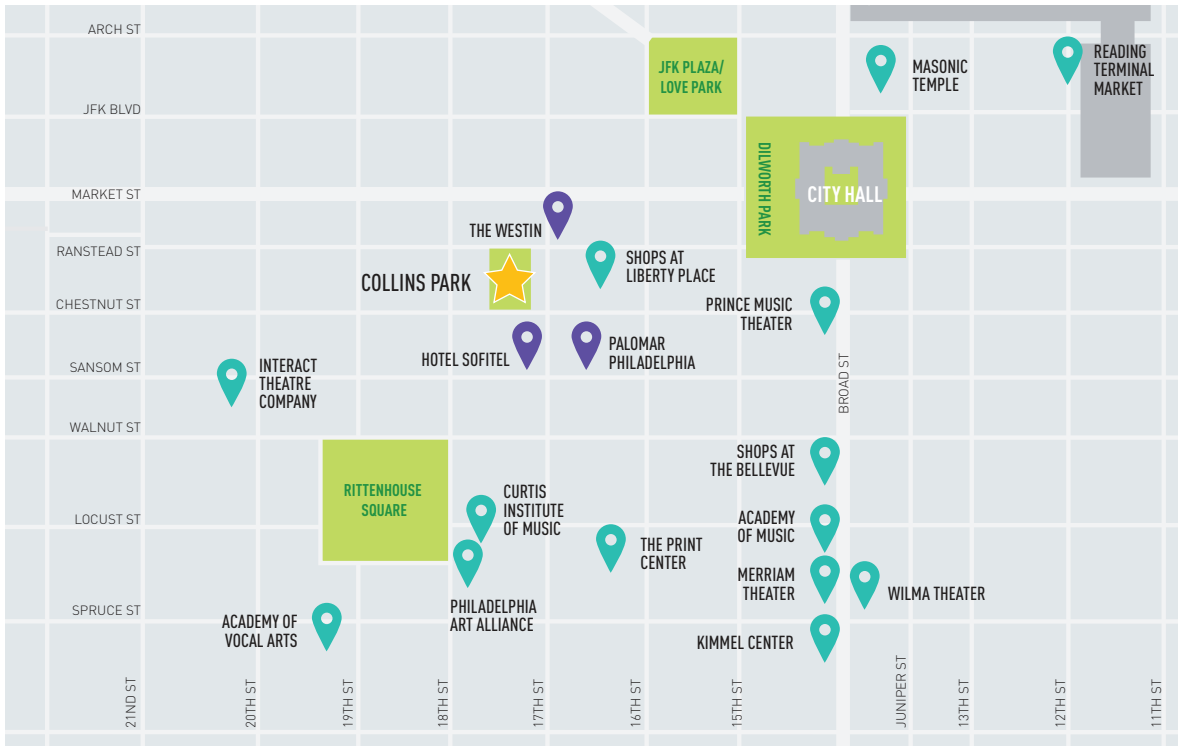 ARCH ST
JFK PLAZA/
LOVE PARK
MASONIC
TEMPLE
READING
TERMINAL
MARKET
JFK BLVD
DILWORTH PARK
CITY HALL
MARKET ST
THE WESTIN
RANSTEAD ST
SHOPS AT
LIBERTY PLACE
COLLINS PARK
CHESTNUT ST
PRINCE MUSIC
THEATER
HOTEL SOFITEL
PALOMAR
PHILADELPHIA
SANSOM ST
INTERACT
THEATRE
COMPANY
BROAD ST
WALNUT ST
SHOPS AT
THE BELLEVUE
RITTENHOUSE
SQUARE
CURTIS
INSTITUTE
OF MUSIC
LOCUST ST
ACADEMY
OF MUSIC
THE PRINT
CENTER
MERRIAM
THEATER
WILMA THEATER
PHILADELPHIA
ART ALLIANCE
SPRUCE ST
ACADEMY OF
VOCAL ARTS
KIMMEL CENTER
21ND ST
20TH ST
19TH ST
18TH ST
17TH ST
16TH ST
15TH ST
JUNIPER ST
13TH ST
12TH ST
11TH ST